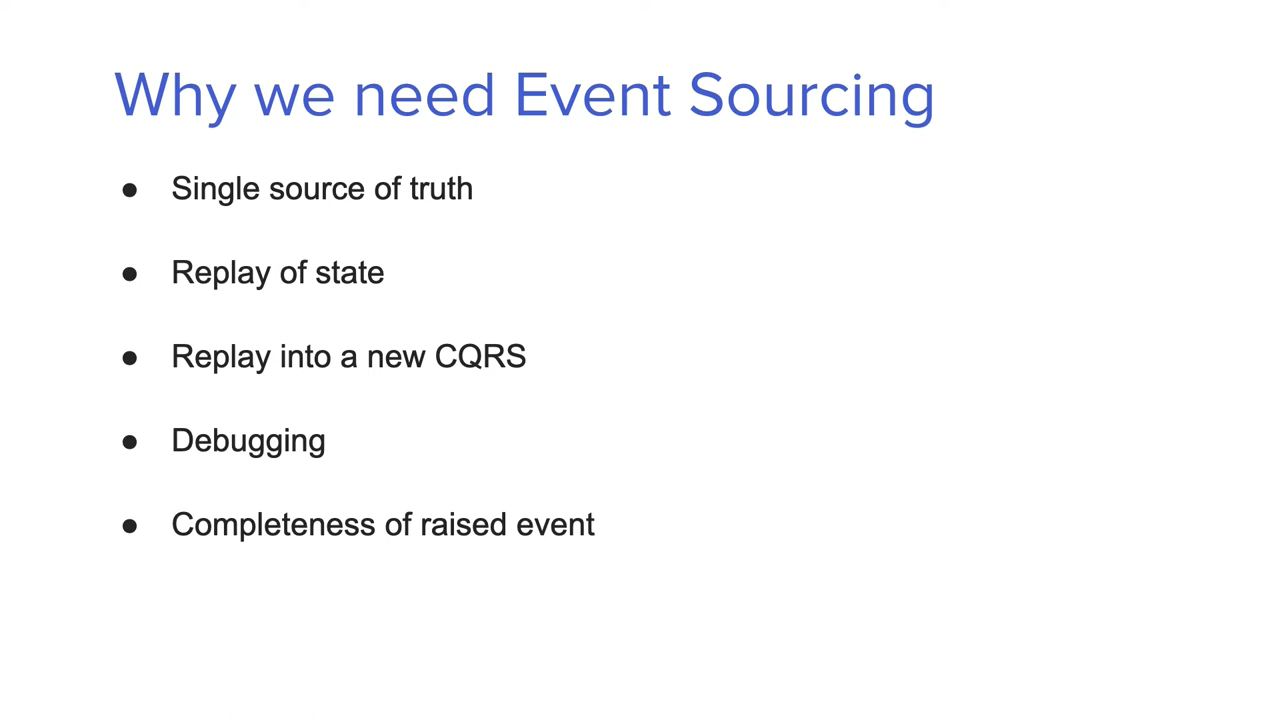 Why we need Event Sourcing
● Single source of truth
● Replay of state
● Replay into a new CQRS
● Debugging
● Completeness of raised event